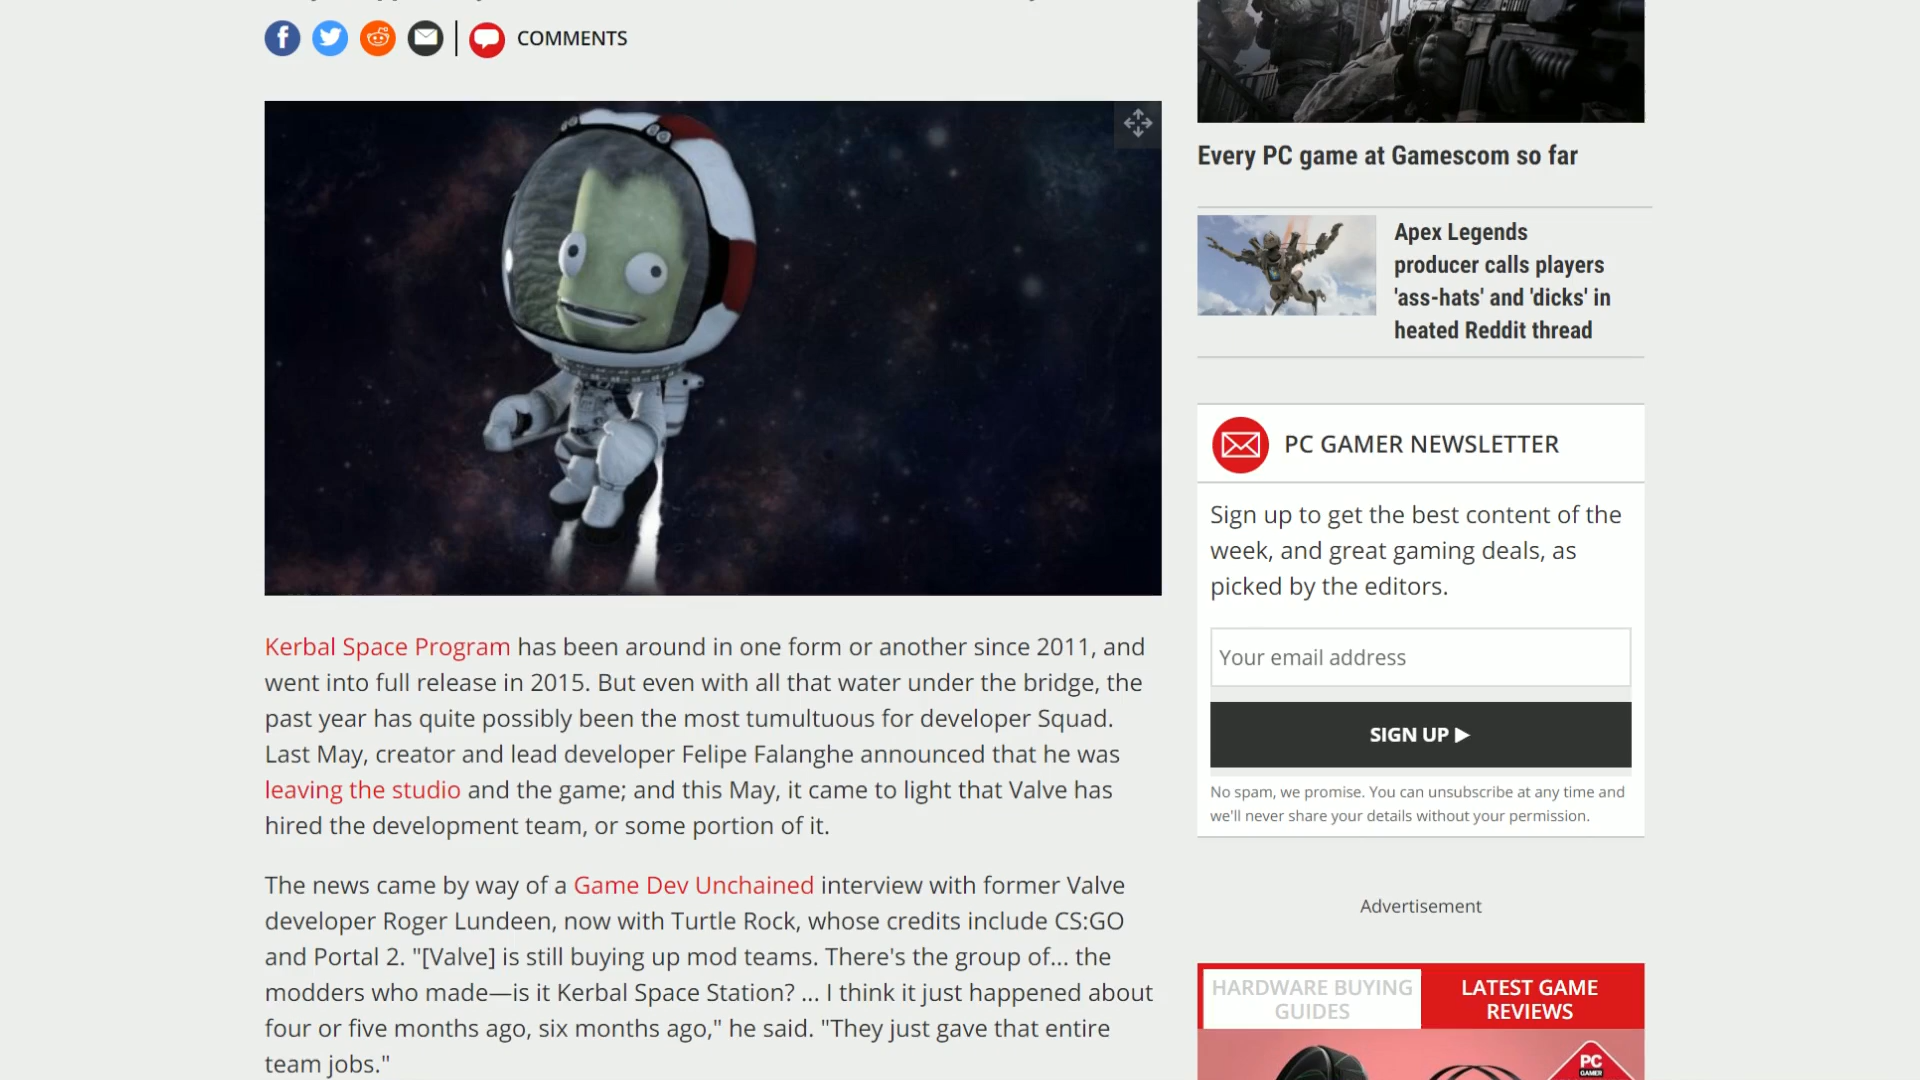 COMMENTS
Kerbal Space Program has been around in one form or another since 2011, and
went into full release in 2015. But even with all that water under the bridge, the
past year has quite possibly been the most tumultuous for developer Squad.
Last May, creator and lead developer Felipe Falanghe announced that he was
leaving the studio and the game; and this May, it came to light that Valve has
hired the development team, or some portion of it.
The news came by way of a Game Dev Unchained interview with former Valve
developer Roger Lundeen, now with Turtle Rock, whose credits include CS:GO
and Portal 2. "[Valve] is still buying up mod teams. There's the group of... the
modders who made—is it Kerbal Space Station? ... I think it just happened about
four or five months ago, six months ago," he said. "They just gave that entire
team jobs."
Every PC game at Gamescom so far
Apex Legends
producer calls players
'ass-hats' and 'dicks' in
heated Reddit thread
PC GAMER NEWSLETTER
Sign up to get the best content of the
week, and great gaming deals, as
picked by the editors.
Your email address
SIGN UP ▶
No spam, we promise. You can unsubscribe at any time and
we'll never share your details without your permission.
Advertisement
HARDWARE BUYING
GUIDES
LATEST GAME
REVIEWS
PC
GAMER